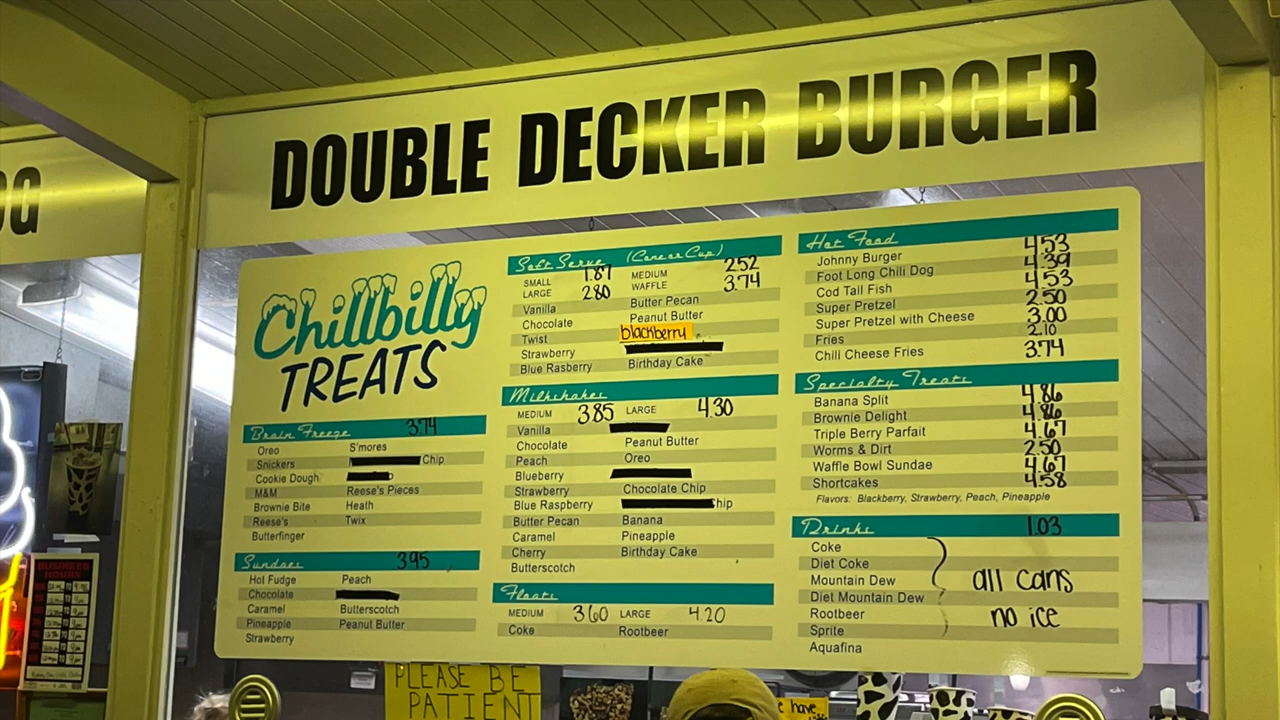 DOUBLE DECKER BURGER
OG
Chillbilly
TREATS
Brain Freeze 3.74
Oreo S'mores
Snickers Chip
Cookie Dough
M&M Reese's Pieces
Brownie Bite Heath
Reese's Twix
Butterfinger
Sundaes 3.95
Hot Fudge Peach
Chocolate
Caramel Butterscotch
Pineapple Peanut Butter
Strawberry
Soft Serve (Cone or Cup)
SMALL 1.87 MEDIUM 2.52
LARGE 2.80 WAFFLE 3.74
Vanilla Butter Pecan
Chocolate Peanut Butter
Twist blackberry
Strawberry
Blue Rasberry Birthday Cake
Milkshakes
MEDIUM 3.85 LARGE 4.30
Vanilla
Chocolate Peanut Butter
Peach Oreo
Blueberry
Strawberry Chocolate Chip
Blue Raspberry hip
Butter Pecan Banana
Caramel Pineapple
Cherry Birthday Cake
Butterscotch
Floats
MEDIUM 3.60 LARGE 4.20
Coke Rootbeer
Hot Food
Johnny Burger 4.53
Foot Long Chili Dog 4.39
Cod Tail Fish 4.53
Super Pretzel 2.50
Super Pretzel with Cheese 3.00
Fries 2.10
Chili Cheese Fries 3.74
Specialty Treats
Banana Split 4.86
Brownie Delight 4.86
Triple Berry Parfait 4.67
Worms & Dirt 2.50
Waffle Bowl Sundae 4.67
Shortcakes 4.58
Flavors: Blackberry, Strawberry, Peach, Pineapple
Drinks 1.03
Coke
Diet Coke
Mountain Dew
Diet Mountain Dew
Rootbeer
Sprite
Aquafina
all cans
no ice
BUSINESS
HOURS
PLEASE BE
PATIENT
have